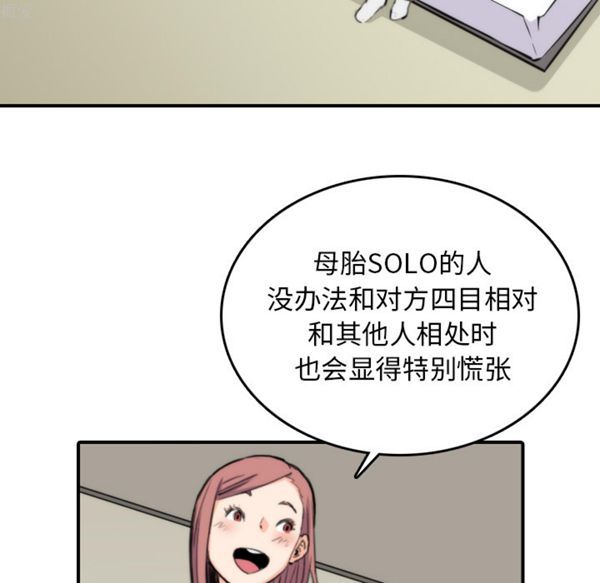 母胎SOLO的人
没办法和对方四目相对
和其他人相处时
也会显得特别慌张